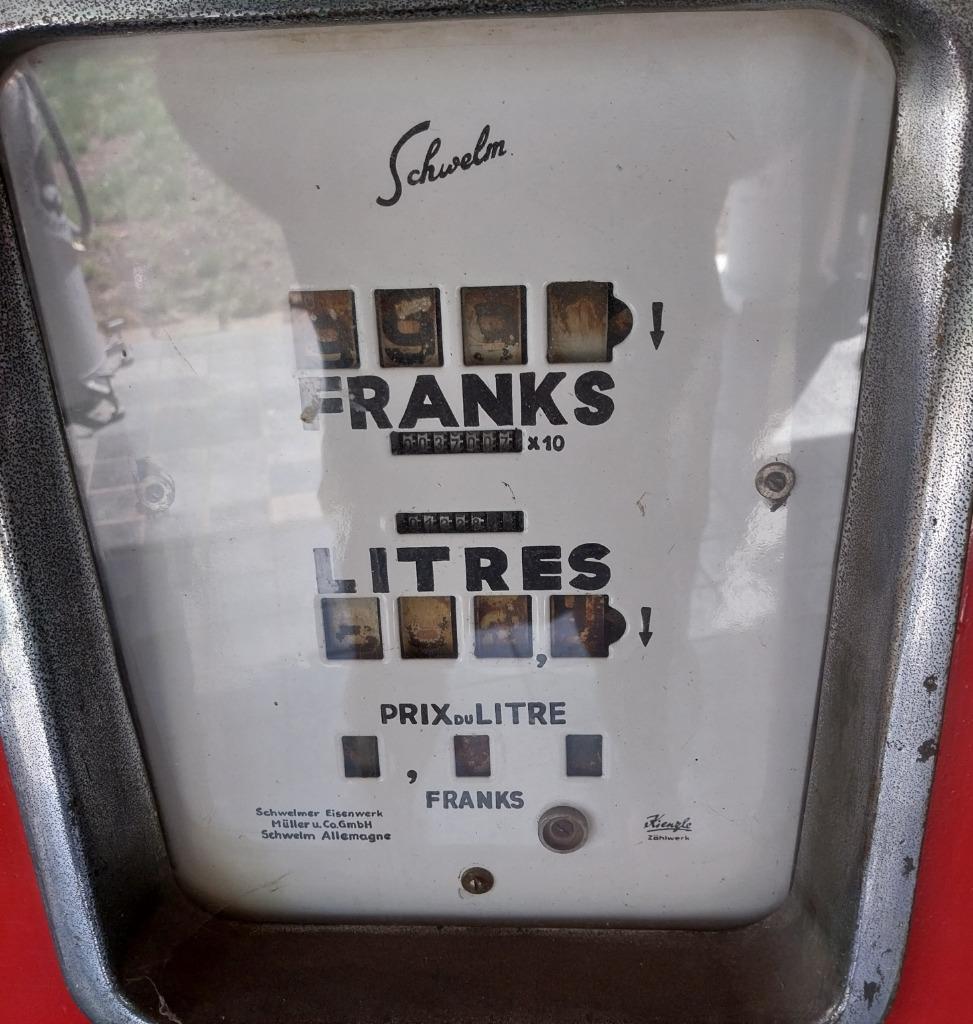 Schwelm
FRANKS
x10
LITRES
,
PRIX DU LITRE
,
FRANKS
Schwelmer Eisenwerk
Müller u. Co. GmbH
Schwelm Allemagne
Kienzle
Zählwerk